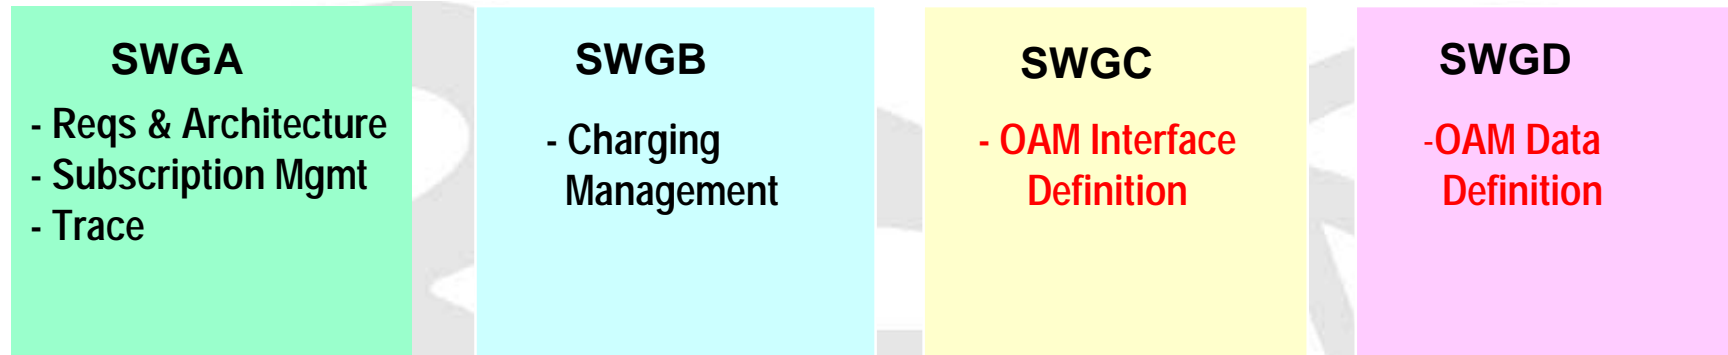 SWGA
- Reqs & Architecture
- Subscription Mgmt
- Trace
SWGB
- Charging
Management
SWGC
- OAM Interface
Definition
SWGD
-OAM Data
Definition